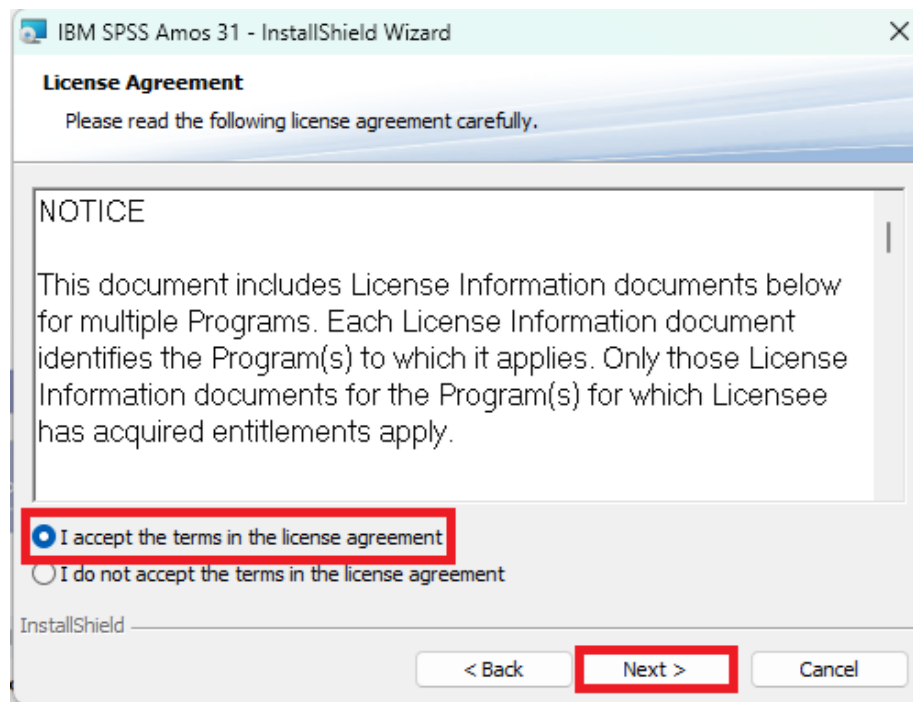 IBM SPSS Amos 31 - InstallShield Wizard
License Agreement
Please read the following license agreement carefully.
NOTICE
This document includes License Information documents below
for multiple Programs. Each License Information document
identifies the Program(s) to which it applies. Only those License
Information documents for the Program(s) for which Licensee
has acquired entitlements apply.
I accept the terms in the license agreement
I do not accept the terms in the license agreement
InstallShield
< Back Next > Cancel